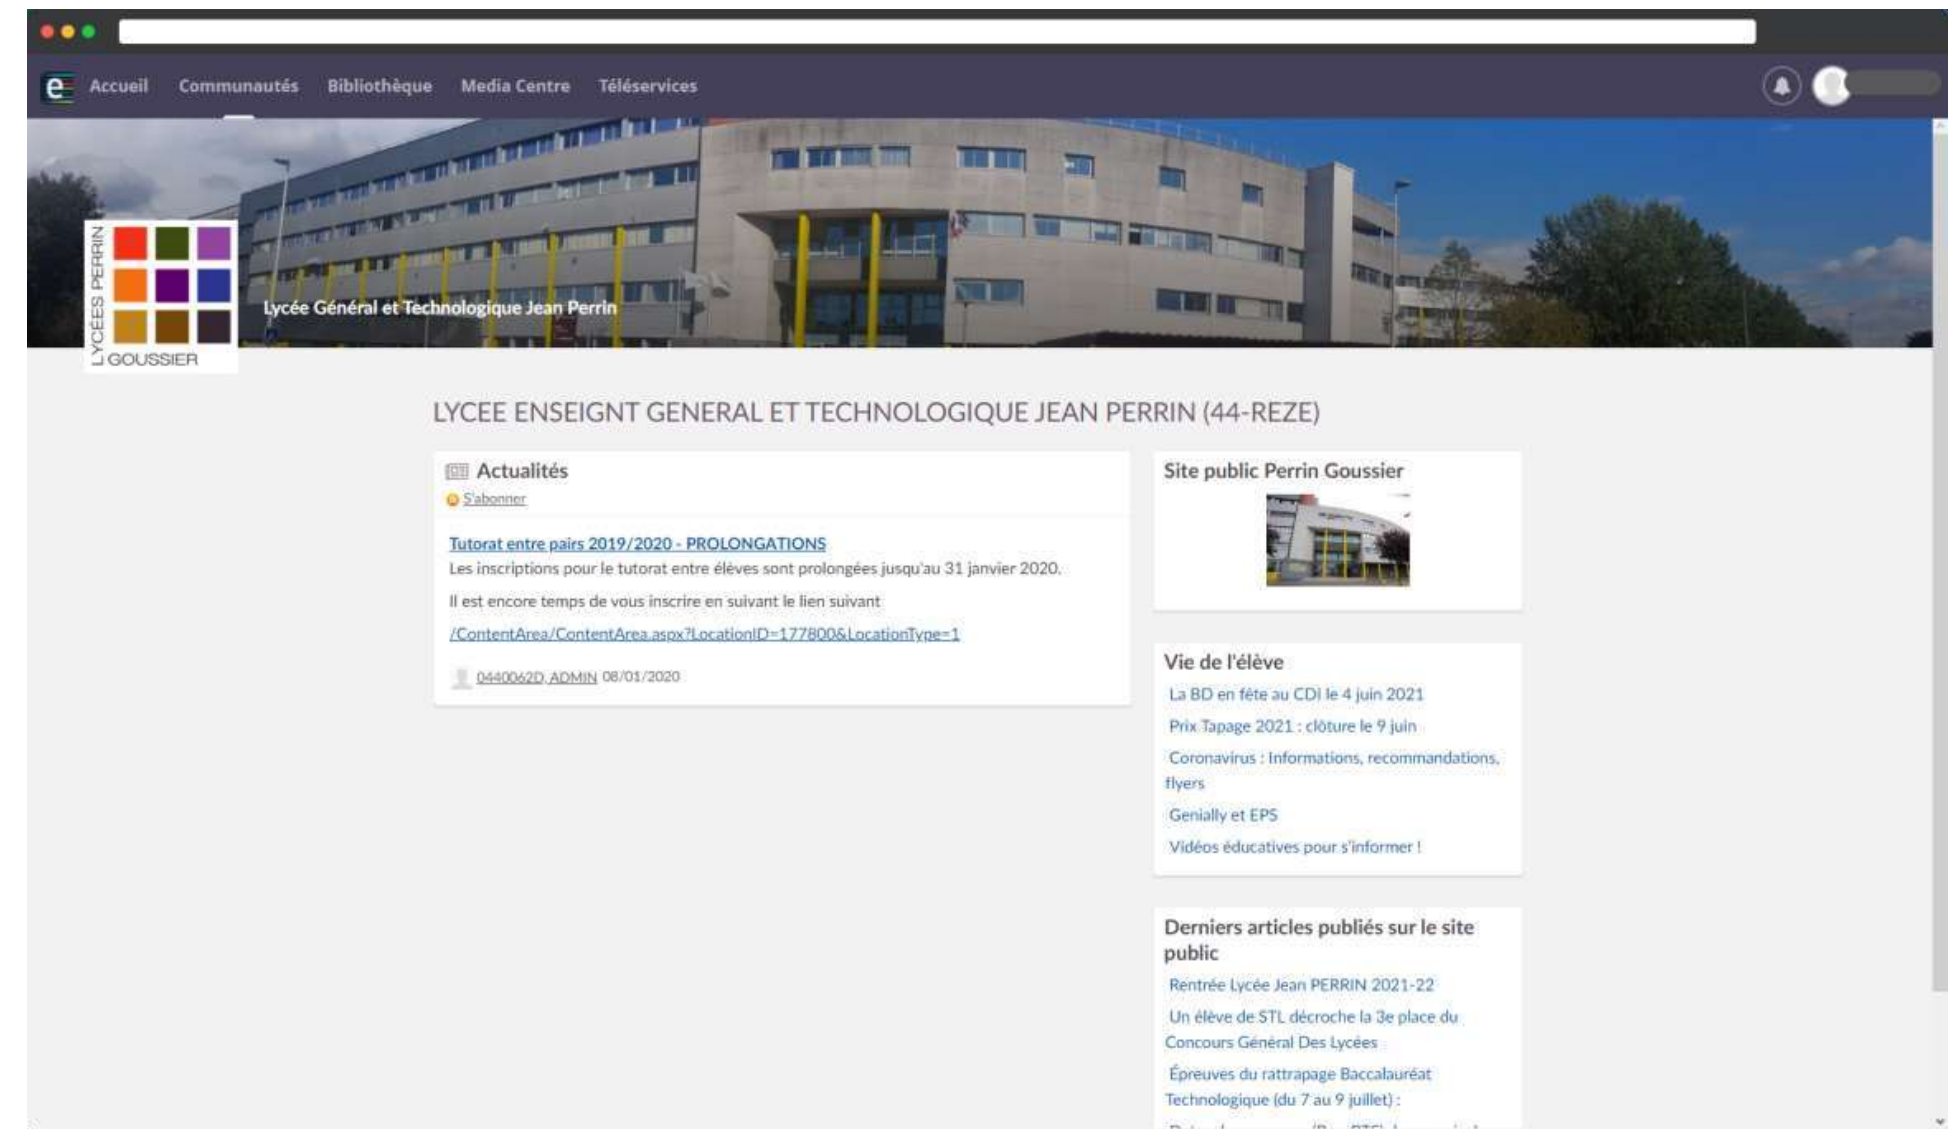 e Accueil Communautés Bibliothèque Media Centre Téléservices
LYCÉES PERRIN
GOUSSIER
Lycée Général et Technologique Jean Perrin
LYCEE ENSEIGNT GENERAL ET TECHNOLOGIQUE JEAN PERRIN (44-REZE)
Actualités
S'abonner
Tutorat entre pairs 2019/2020 - PROLONGATIONS
Les inscriptions pour le tutorat entre élèves sont prolongées jusqu'au 31 janvier 2020.
Il est encore temps de vous inscrire en suivant le lien suivant
/ContentArea/ContentArea.aspx?LocationID=177800&LocationType=1
0440062D, ADMIN 08/01/2020
Site public Perrin Goussier
Vie de l'élève
La BD en fête au CDI le 4 juin 2021
Prix Tapage 2021 : clôture le 9 juin
Coronavirus : Informations, recommandations,
flyers
Genially et EPS
Vidéos éducatives pour s'informer !
Derniers articles publiés sur le site
public
Rentrée Lycée Jean PERRIN 2021-22
Un élève de STL décroche la 3e place du
Concours Général Des Lycées
Épreuves du rattrapage Baccalauréat
Technologique (du 7 au 9 juillet) :